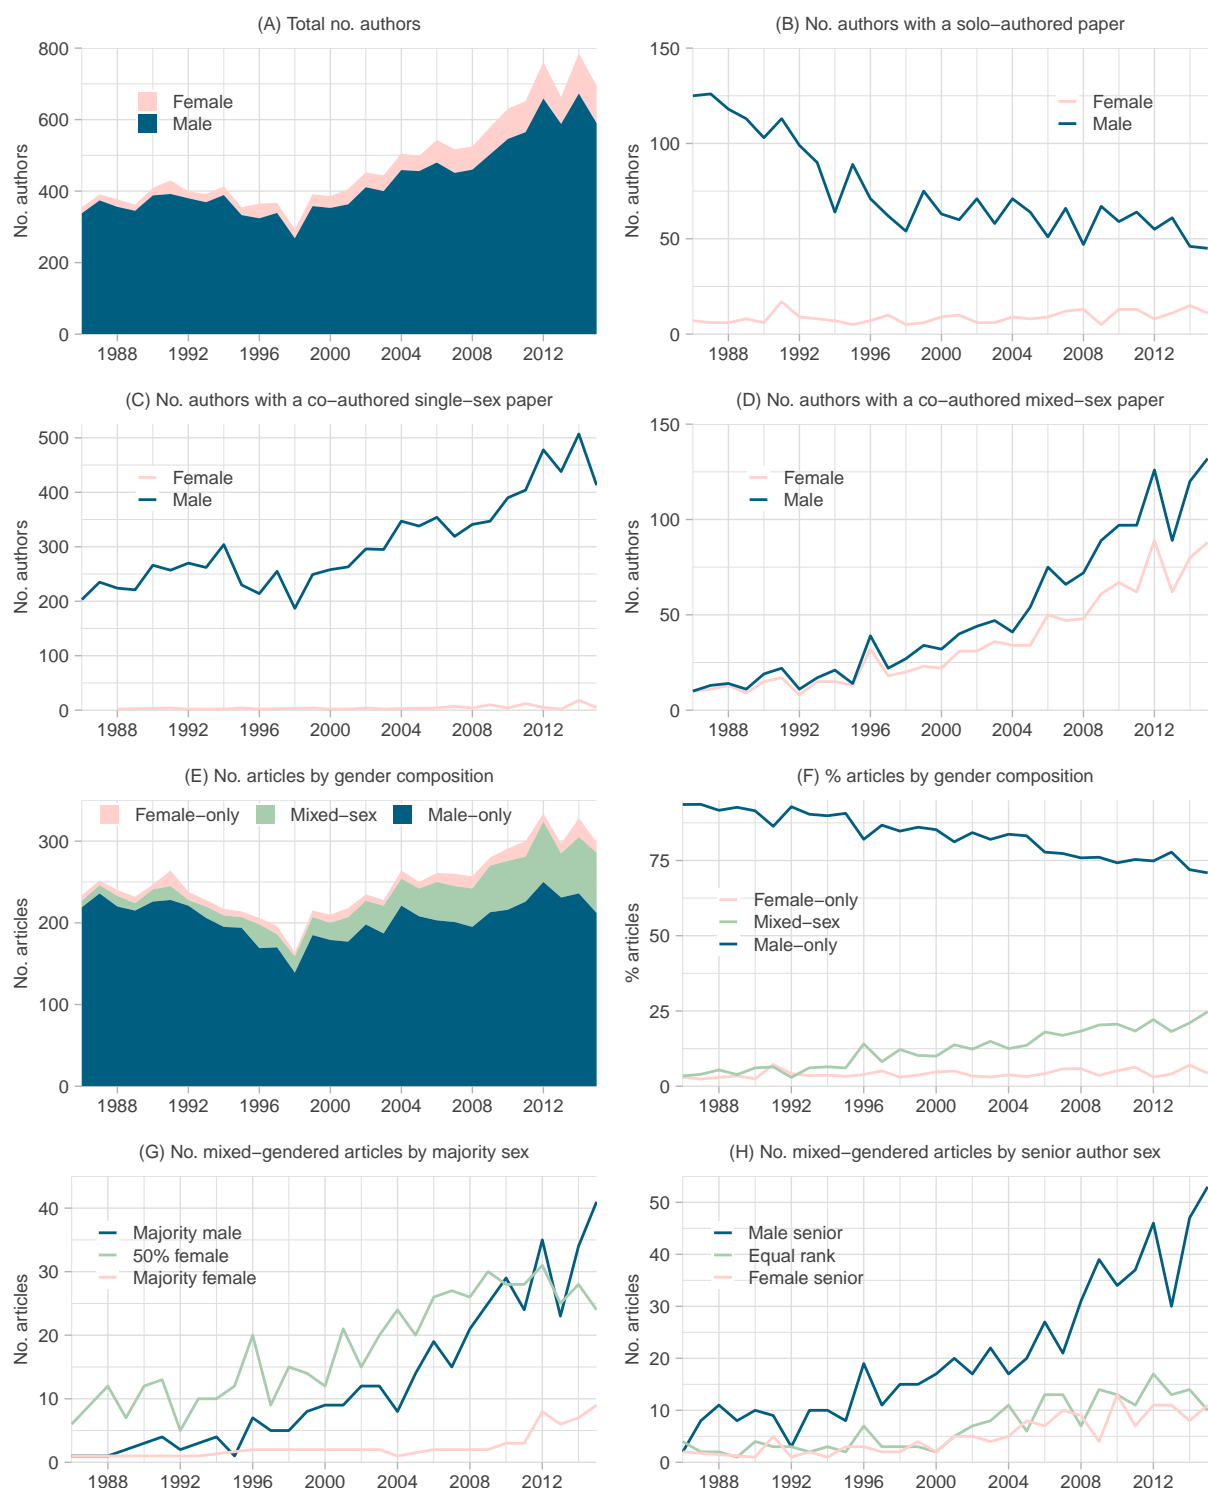 (A) Total no. authors
No. authors
800
600
400
200
0
Female
Male
1988 1992 1996 2000 2004 2008 2012
(B) No. authors with a solo−authored paper
No. authors
150
100
50
0
Female
Male
1988 1992 1996 2000 2004 2008 2012
(C) No. authors with a co−authored single−sex paper
No. authors
500
400
300
200
100
0
Female
Male
1988 1992 1996 2000 2004 2008 2012
(D) No. authors with a co−authored mixed−sex paper
No. authors
150
100
50
0
Female
Male
1988 1992 1996 2000 2004 2008 2012
(E) No. articles by gender composition
No. articles
300
200
100
0
Female−only Mixed−sex Male−only
1988 1992 1996 2000 2004 2008 2012
(F) % articles by gender composition
% articles
75
50
25
0
Female−only
Mixed−sex
Male−only
1988 1992 1996 2000 2004 2008 2012
(G) No. mixed−gendered articles by majority sex
No. articles
40
30
20
10
0
Majority male
50% female
Majority female
1988 1992 1996 2000 2004 2008 2012
(H) No. mixed−gendered articles by senior author sex
No. articles
50
40
30
20
10
0
Male senior
Equal rank
Female senior
1988 1992 1996 2000 2004 2008 2012